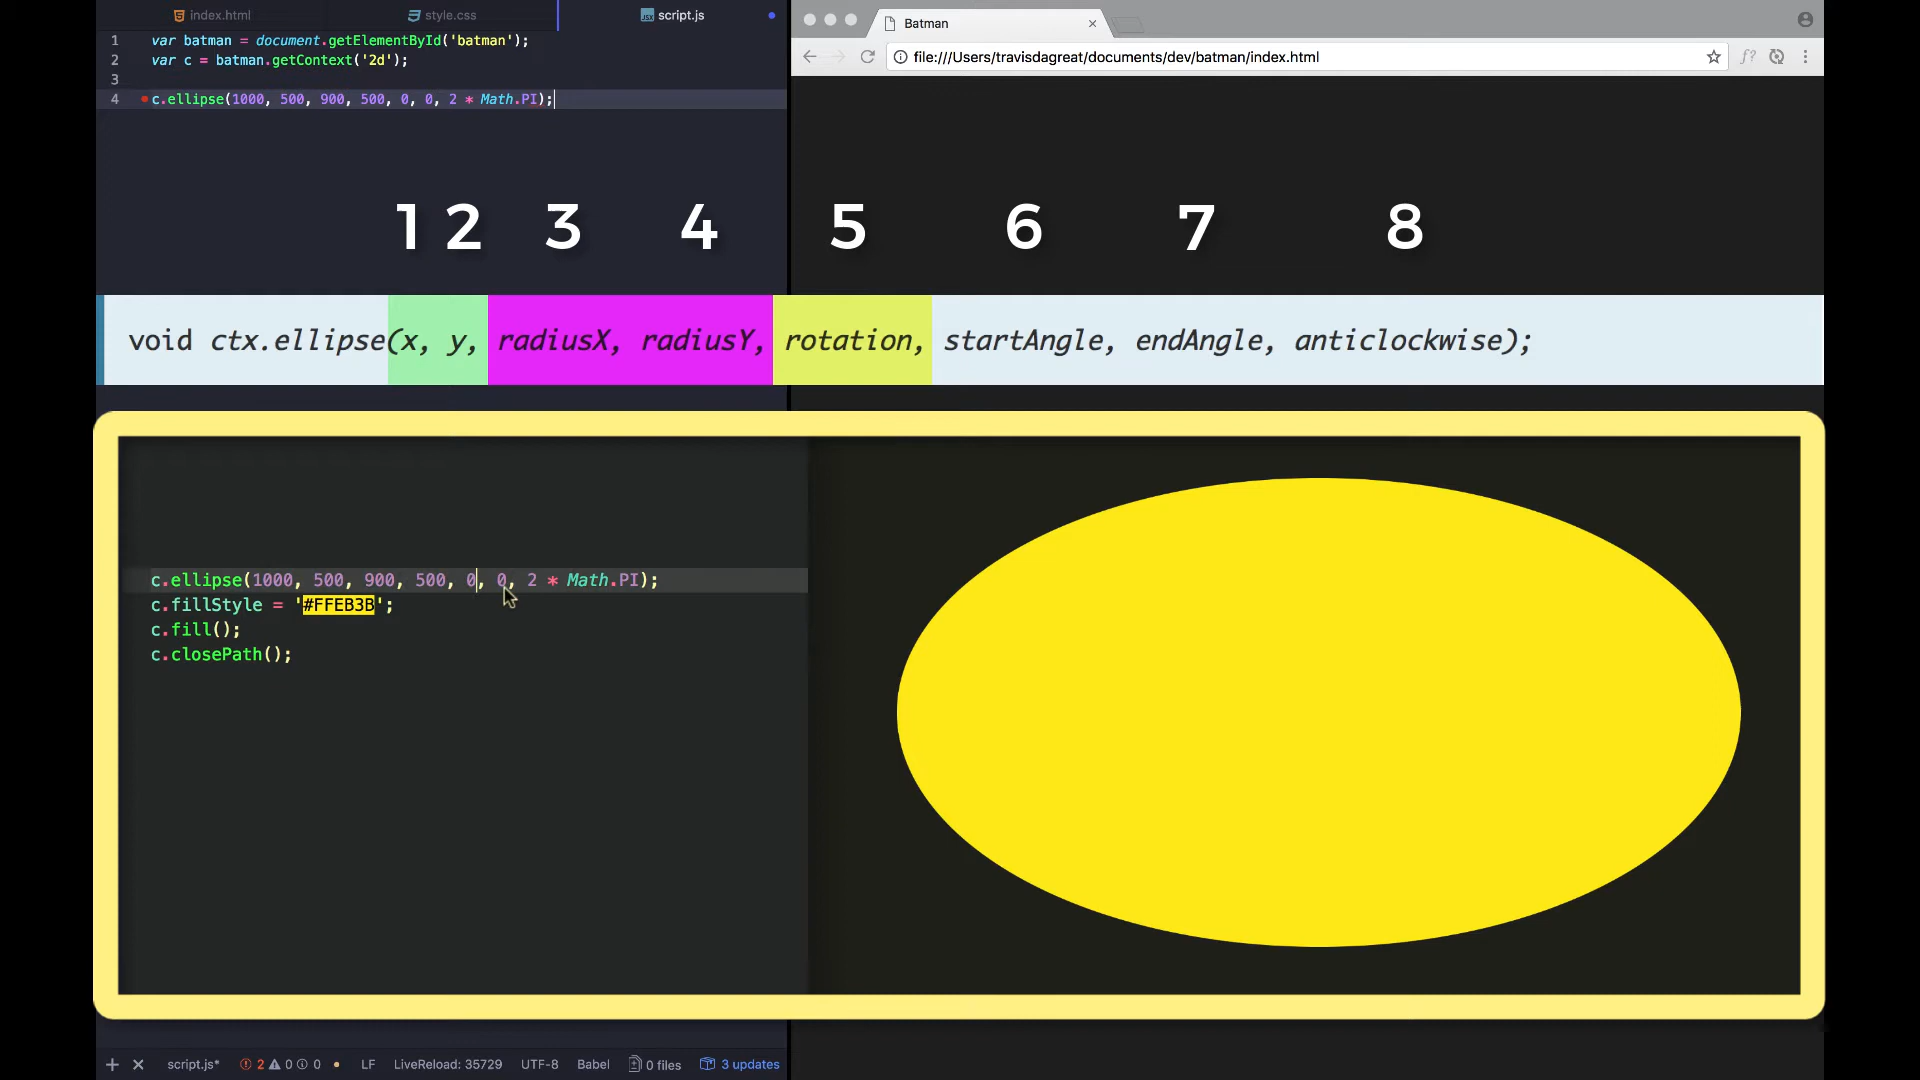 index.html style.css script.js
Batman
file:///Users/travisdagreat/documents/dev/batman/index.html
1 var batman = document.getElementById('batman');
2 var c = batman.getContext('2d');
3
4 c.ellipse(1000, 500, 900, 500, 0, 0, 2 * Math.PI);
1 2 3 4 5 6 7 8
void ctx.ellipse(x, y, radiusX, radiusY, rotation, startAngle, endAngle, anticlockwise);
c.ellipse(1000, 500, 900, 500, 0, 0, 2 * Math.PI);
c.fillStyle = '#FFEB3B';
c.fill();
c.closePath();
script.js* 2 0 0 LF LiveReload: 35729 UTF-8 Babel 0 files 3 updates